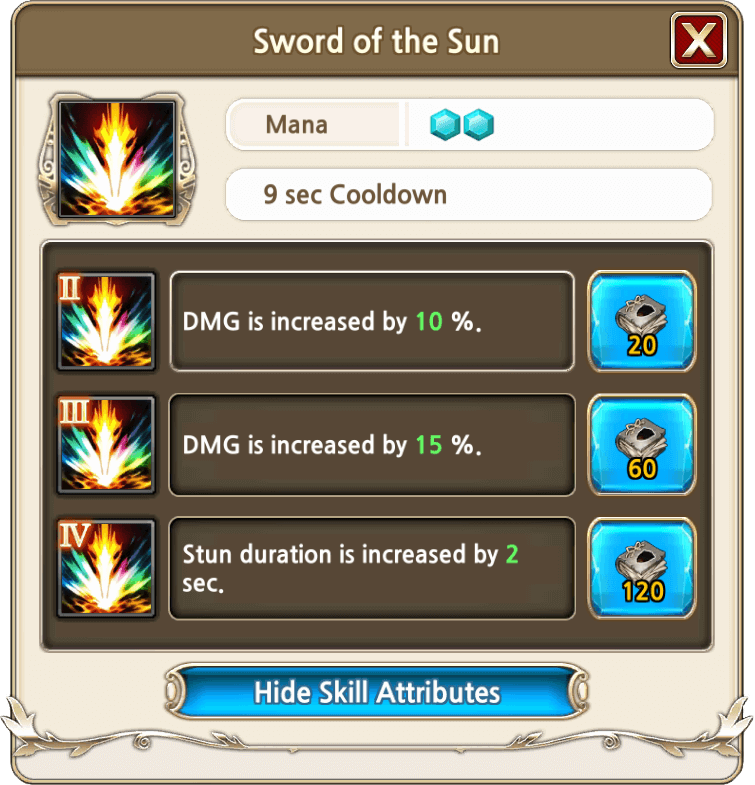 Sword of the Sun
X
Mana
9 sec Cooldown
II
DMG is increased by 10 %.
20
III
DMG is increased by 15 %.
60
IV
Stun duration is increased by 2
sec.
120
Hide Skill Attributes